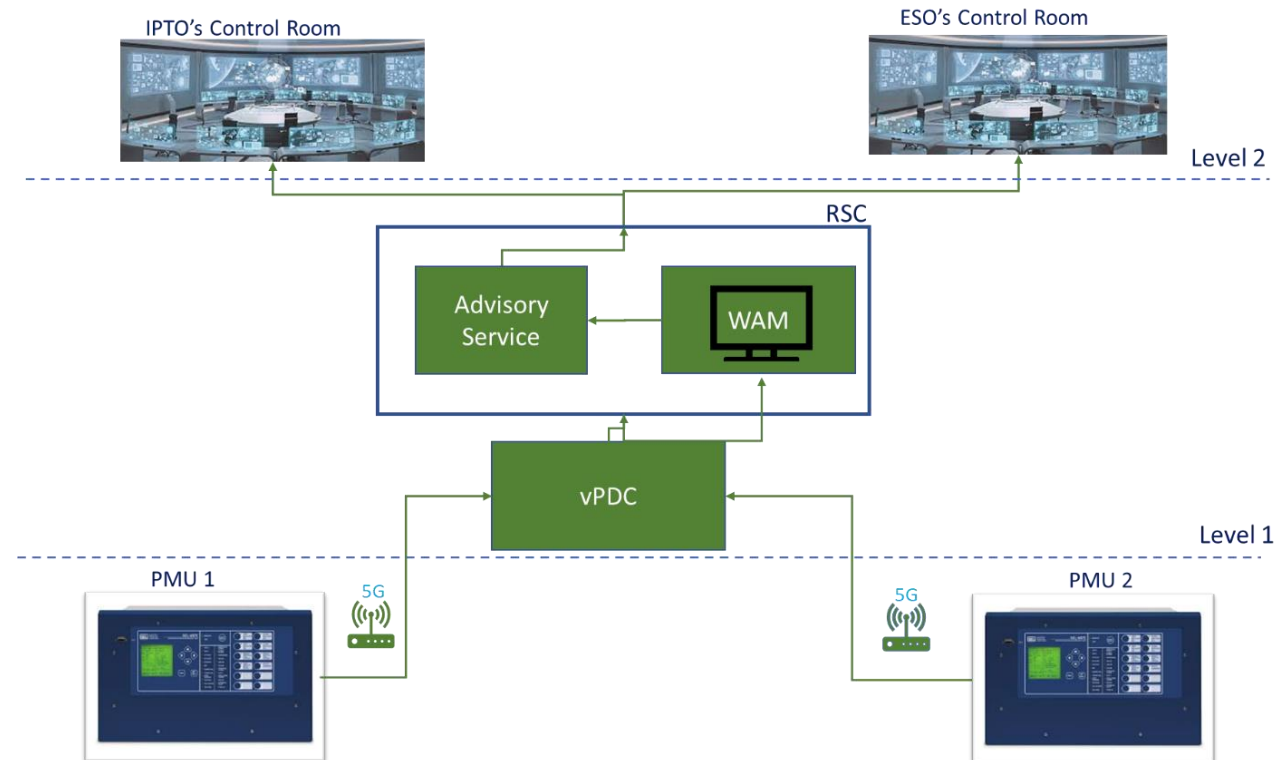 IPTO's Control Room
ESO's Control Room
Level 2
RSC
Advisory
Service
WAM
vPDC
Level 1
PMU 1
5G
5G
PMU 2